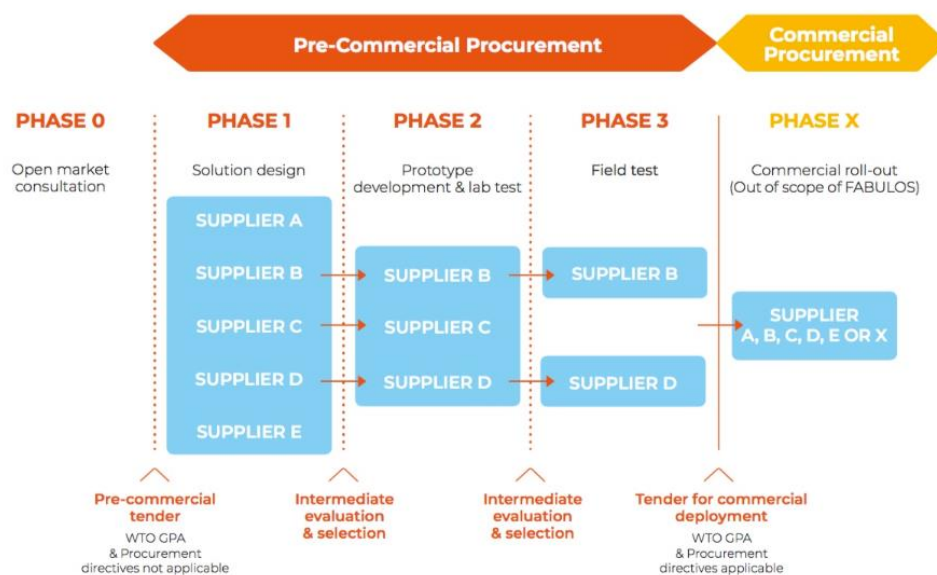 Pre-Commercial Procurement
Commercial
Procurement
PHASE 0
PHASE 1
PHASE 2
PHASE 3
PHASE X
Open market
consultation
Solution design
Prototype
development & lab test
Field test
Commercial roll-out
(Out of scope of FABULOS)
SUPPLIER A
SUPPLIER B
SUPPLIER C
SUPPLIER D
SUPPLIER E
SUPPLIER B
SUPPLIER C
SUPPLIER D
SUPPLIER B
SUPPLIER D
SUPPLIER
A, B, C, D, E OR X
Pre-commercial
tender
WTO GPA
& Procurement
directives not applicable
Intermediate
evaluation
& selection
Intermediate
evaluation
& selection
Tender for commercial
deployment
WTO GPA
& Procurement
directives applicable